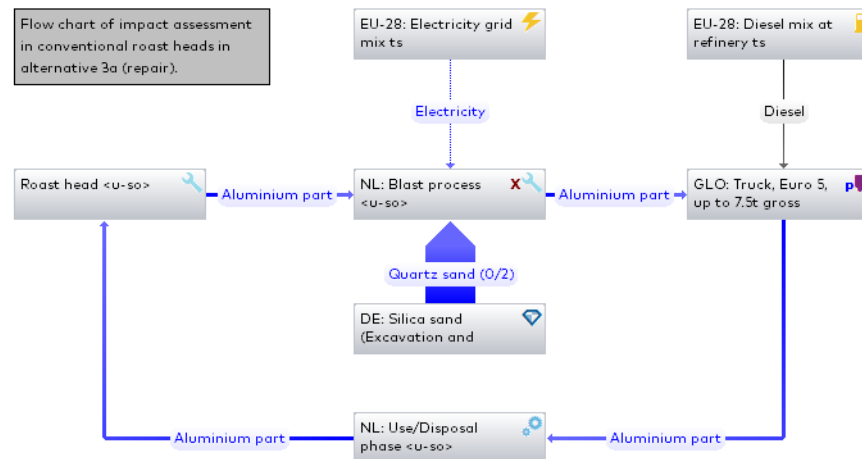 Flow chart of impact assessment
in conventional roast heads in
alternative 3a (repair).
EU-28: Electricity grid
mix ts
EU-28: Diesel mix at
refinery ts
Electricity
Diesel
Roast head <u-so>
Aluminium part
NL: Blast process
<u-so>
X
Aluminium part
GLO: Truck, Euro 5,
up to 7.5t gross
p
Quartz sand (0/2)
DE: Silica sand
(Excavation and
Aluminium part
NL: Use/Disposal
phase <u-so>
Aluminium part